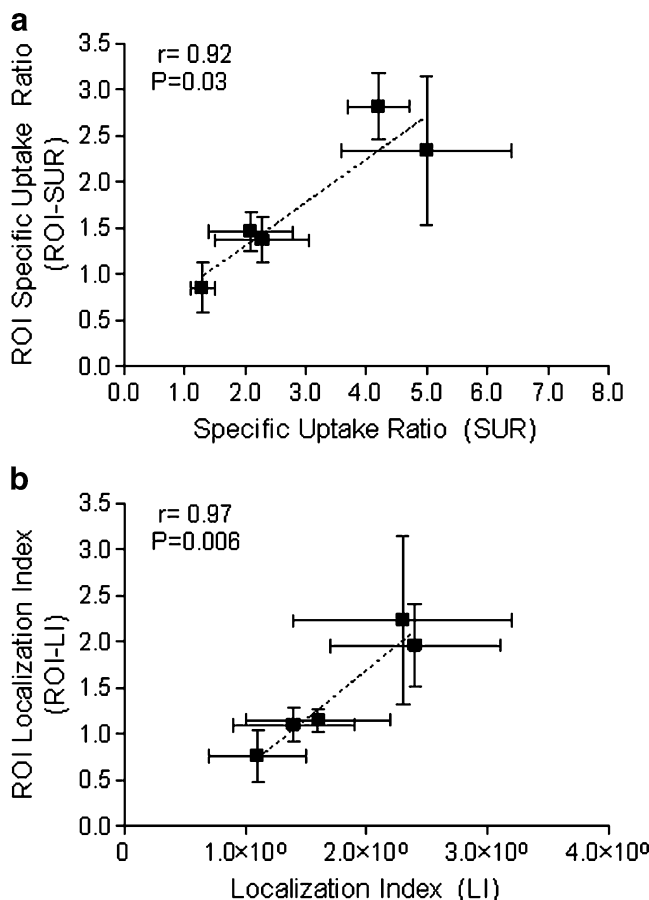 a
r= 0.92
P=0.03
ROI Specific Uptake Ratio
(ROI-SUR)
3.5
3.0
2.5
2.0
1.5
1.0
0.5
0.0
0.0 1.0 2.0 3.0 4.0 5.0 6.0 7.0 8.0
Specific Uptake Ratio (SUR)
b
r= 0.97
P=0.006
ROI Localization Index
(ROI-LI)
3.5
3.0
2.5
2.0
1.5
1.0
0.5
0.0
0 1.0×10⁰ 2.0×10⁰ 3.0×10⁰ 4.0×10⁰
Localization Index (LI)